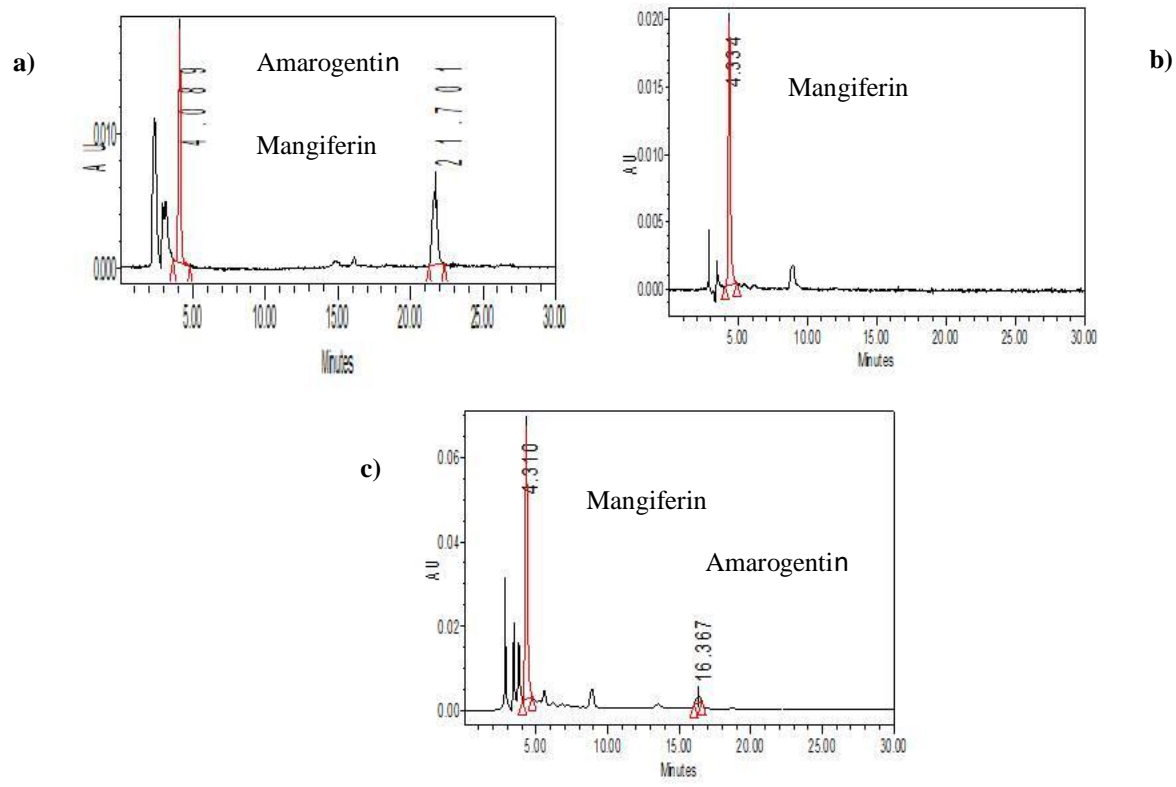 a)
Amarogentin
Mangiferin
4.089
21.701
AU
0.010
0.000
5.00 10.00 15.00 20.00 25.00 30.00
Minutes
b)
Mangiferin
4.334
AU
0.020
0.015
0.010
0.005
0.000
5.00 10.00 15.00 20.00 25.00 30.00
Minutes
c)
Mangiferin
Amarogentin
4.310
16.367
AU
0.06
0.04
0.02
0.00
5.00 10.00 15.00 20.00 25.00 30.00
Minutes